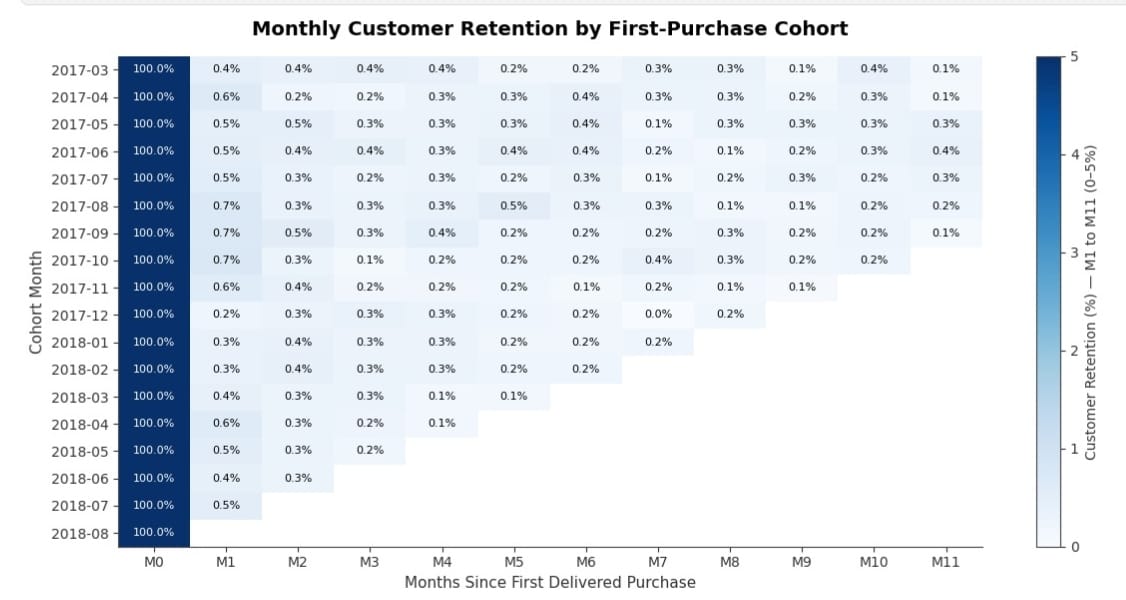 Monthly Customer Retention by First-Purchase Cohort
Cohort Month
2017-03 100.0% 0.4% 0.4% 0.4% 0.4% 0.2% 0.2% 0.3% 0.3% 0.1% 0.4% 0.1%
2017-04 100.0% 0.6% 0.2% 0.2% 0.3% 0.3% 0.4% 0.3% 0.3% 0.2% 0.3% 0.1%
2017-05 100.0% 0.5% 0.5% 0.3% 0.3% 0.3% 0.4% 0.1% 0.3% 0.3% 0.3% 0.3%
2017-06 100.0% 0.5% 0.4% 0.4% 0.3% 0.4% 0.4% 0.2% 0.1% 0.2% 0.3% 0.4%
2017-07 100.0% 0.5% 0.3% 0.2% 0.3% 0.2% 0.3% 0.1% 0.2% 0.3% 0.2% 0.3%
2017-08 100.0% 0.7% 0.3% 0.3% 0.3% 0.5% 0.3% 0.3% 0.1% 0.1% 0.2% 0.2%
2017-09 100.0% 0.7% 0.5% 0.3% 0.4% 0.2% 0.2% 0.2% 0.3% 0.2% 0.2% 0.1%
2017-10 100.0% 0.7% 0.3% 0.1% 0.2% 0.2% 0.2% 0.4% 0.3% 0.2% 0.2%
2017-11 100.0% 0.6% 0.4% 0.2% 0.2% 0.2% 0.1% 0.2% 0.1% 0.1%
2017-12 100.0% 0.2% 0.3% 0.3% 0.3% 0.2% 0.2% 0.0% 0.2%
2018-01 100.0% 0.3% 0.4% 0.3% 0.3% 0.2% 0.2% 0.2%
2018-02 100.0% 0.3% 0.4% 0.3% 0.3% 0.2% 0.2%
2018-03 100.0% 0.4% 0.3% 0.3% 0.1% 0.1%
2018-04 100.0% 0.6% 0.3% 0.2% 0.1%
2018-05 100.0% 0.5% 0.3% 0.2%
2018-06 100.0% 0.4% 0.3%
2018-07 100.0% 0.5%
2018-08 100.0%
M0 M1 M2 M3 M4 M5 M6 M7 M8 M9 M10 M11
Months Since First Delivered Purchase
5
4
3
2
1
0
Customer Retention (%) — M1 to M11 (0–5%)